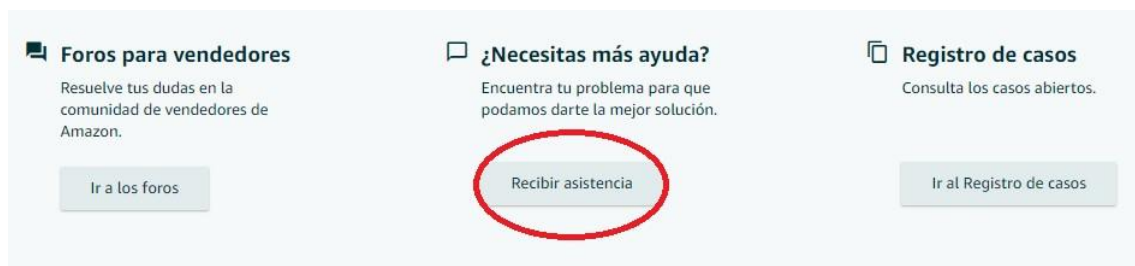 Foros para vendedores
Resuelve tus dudas en la
comunidad de vendedores de
Amazon.
Ir a los foros
¿Necesitas más ayuda?
Encuentra tu problema para que
podamos darte la mejor solución.
Recibir asistencia
Registro de casos
Consulta los casos abiertos.
Ir al Registro de casos